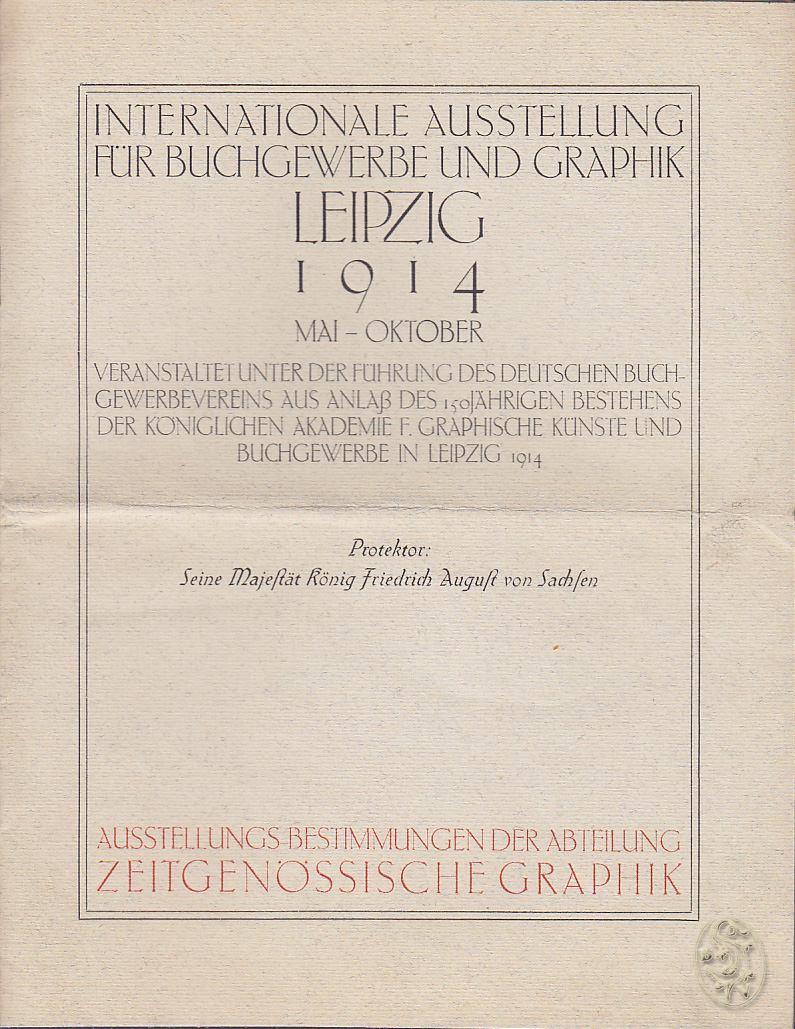 INTERNATIONALE AUSSTELLUNG
FÜR BUCHGEWERBE UND GRAPHIK
LEIPZIG
1914
MAI – OKTOBER
VERANSTALTET UNTER DER FÜHRUNG DES DEUTSCHEN BUCH-
GEWERBEVEREINS AUS ANLAß DES 150JÄHRIGEN BESTEHENS
DER KÖNIGLICHEN AKADEMIE F. GRAPHISCHE KÜNSTE UND
BUCHGEWERBE IN LEIPZIG 1914
Protektor:
Seine Majeſtät König Friedrich Auguſt von Sachſen
AUSSTELLUNGS-BESTIMMUNGEN DER ABTEILUNG
ZEITGENÖSSISCHE GRAPHIK